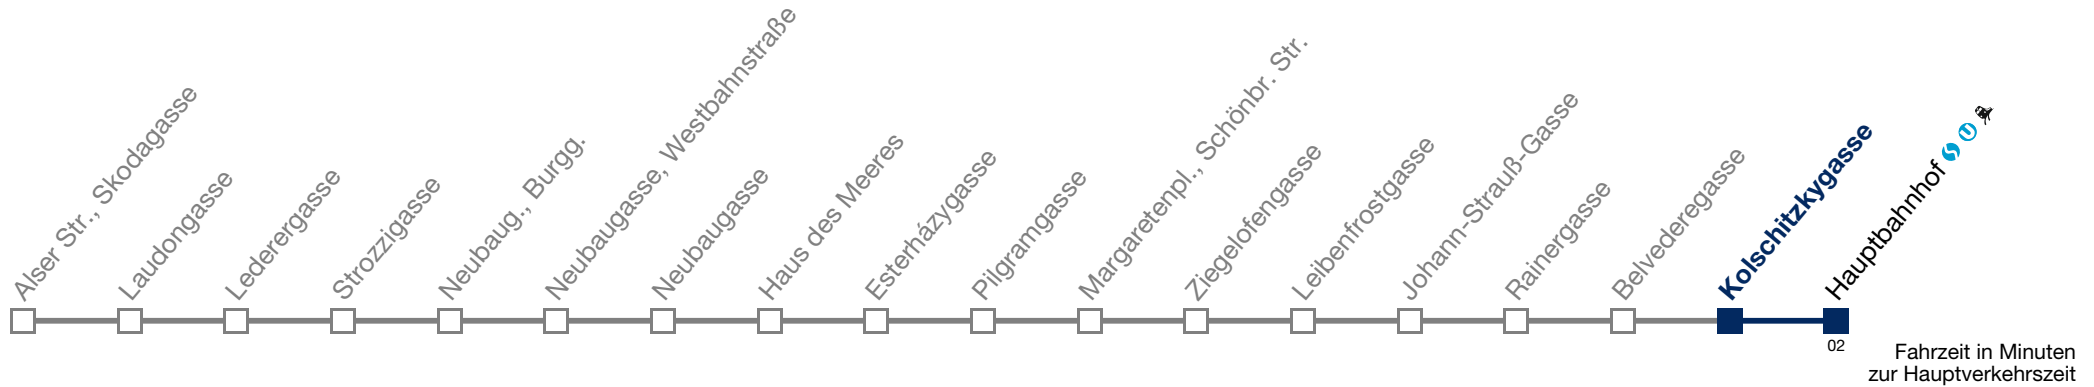 Alser Str., Skodagasse
Laudongasse
Lederergasse
Strozzigasse
Neubaug., Burgg.
Neubaugasse, Westbahnstraße
Neubaugasse
Haus des Meeres
Esterházygasse
Pilgramgasse
Margaretenpl., Schönbr. Str.
Ziegelofengasse
Leibenfrostgasse
Johann-Strauß-Gasse
Rainergasse
Belvederegasse
Kolschitzkygasse
Hauptbahnhof S U
02
Fahrzeit in Minuten
zur Hauptverkehrszeit